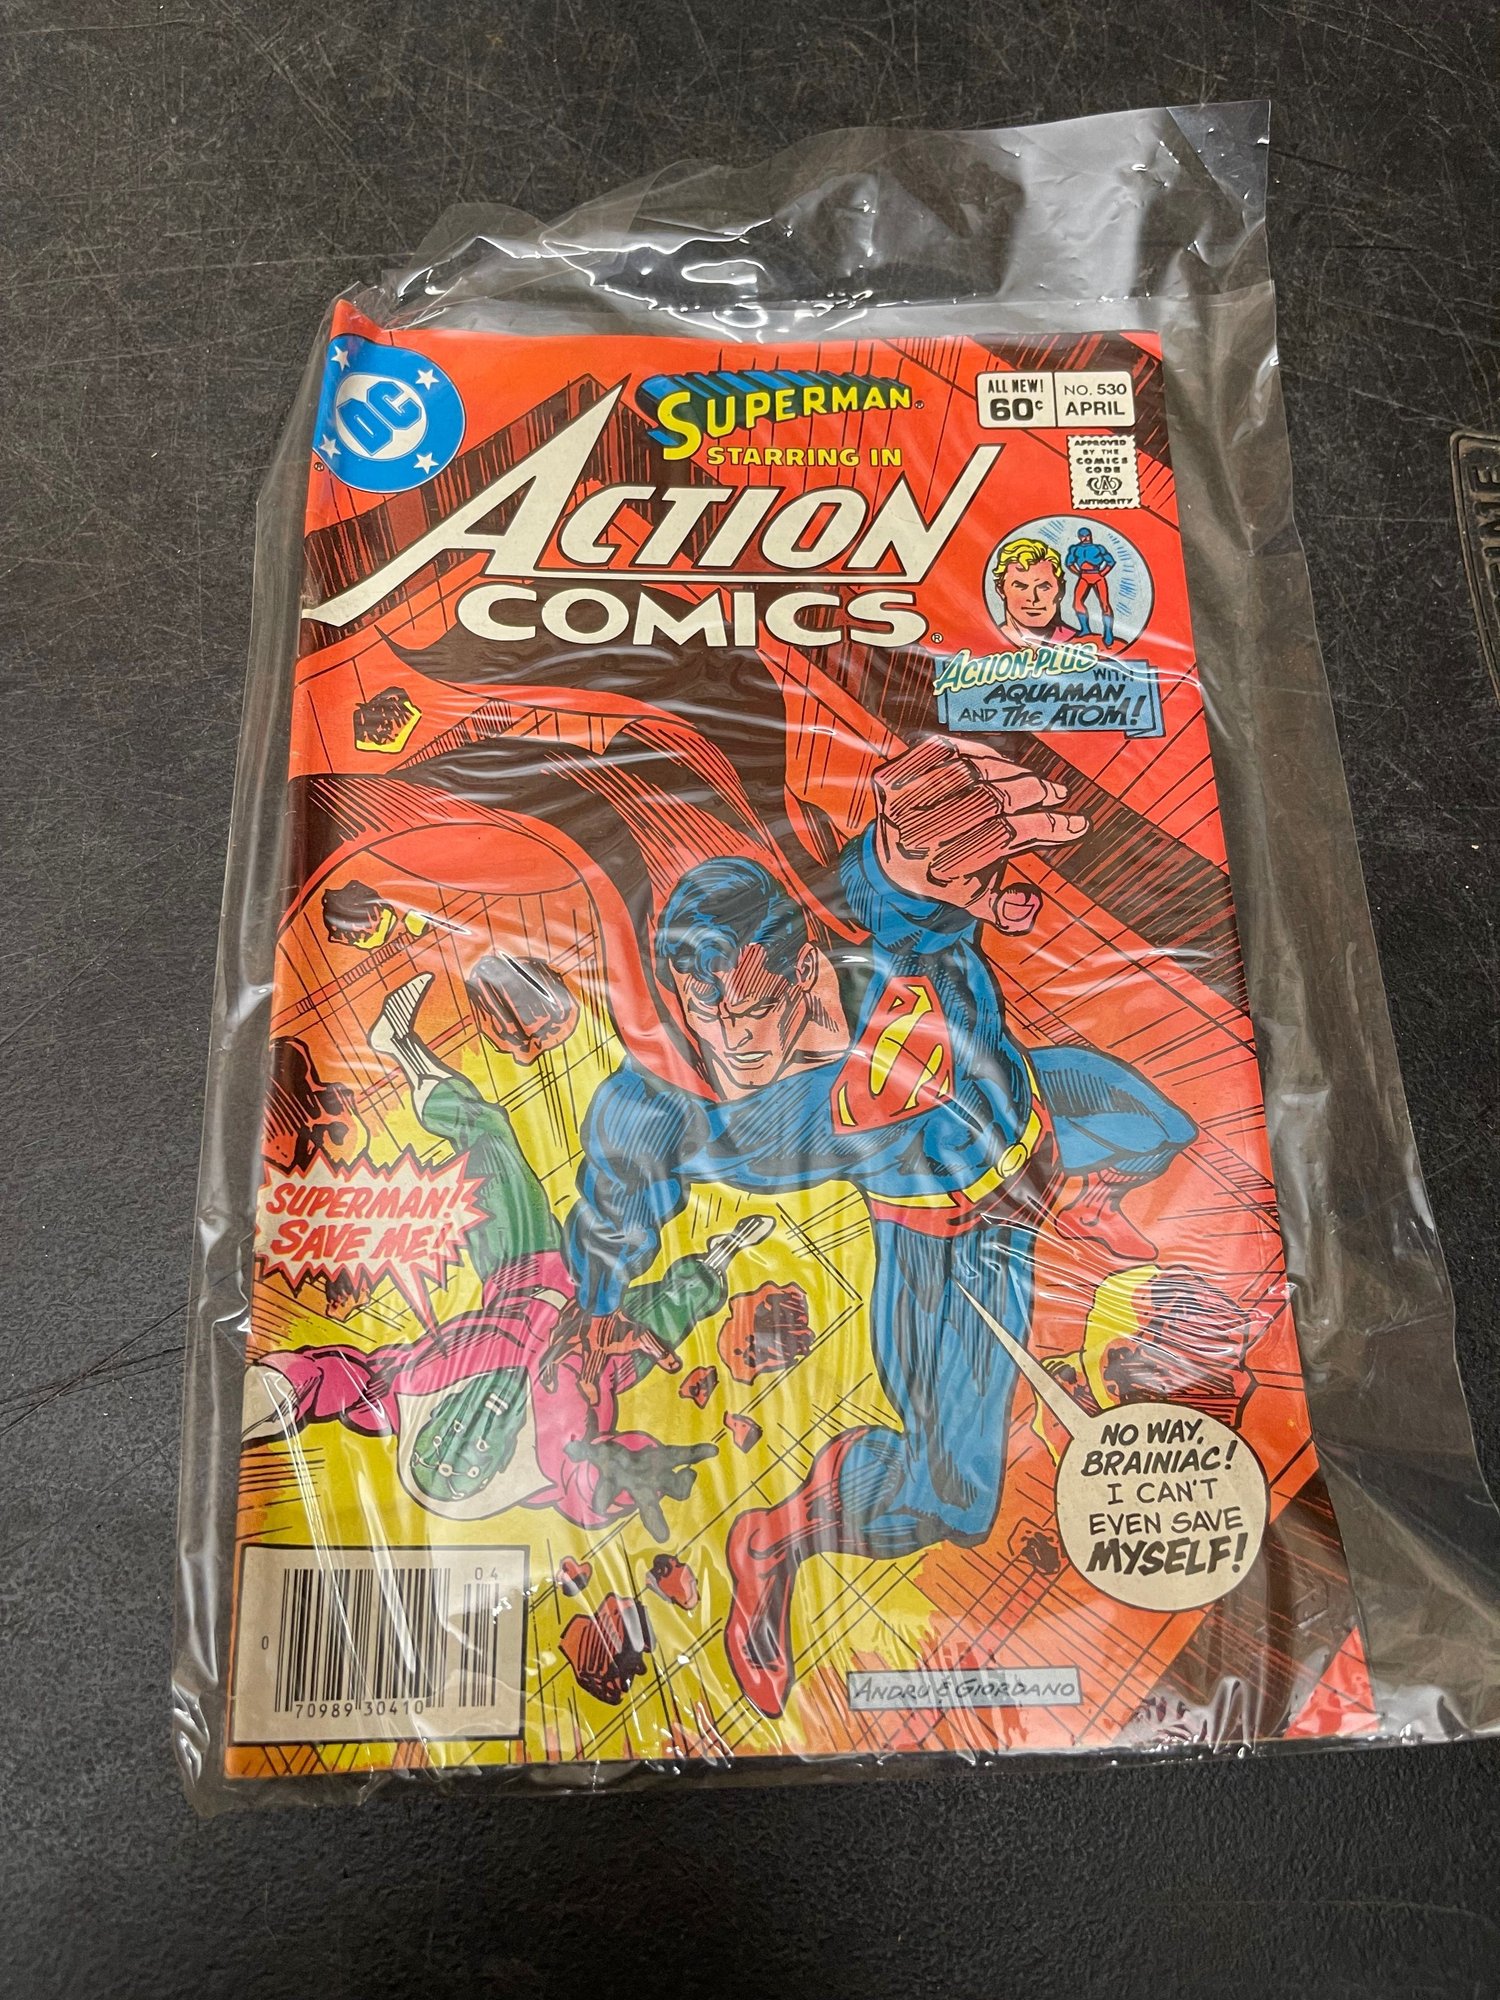 DC
SUPERMAN®
STARRING IN
ACTION
COMICS®
ALL NEW!
60¢
NO. 530
APRIL
APPROVED
BY THE
COMICS
CODE
CA
AUTHORITY
ACTION-PLUS
WITH
AQUAMAN
AND THE ATOM!
SUPERMAN!
SAVE ME!
NO WAY,
BRAINIAC!
I CAN'T
EVEN SAVE
MYSELF!
04
0 70989 30410
ANDRU & GIORDANO